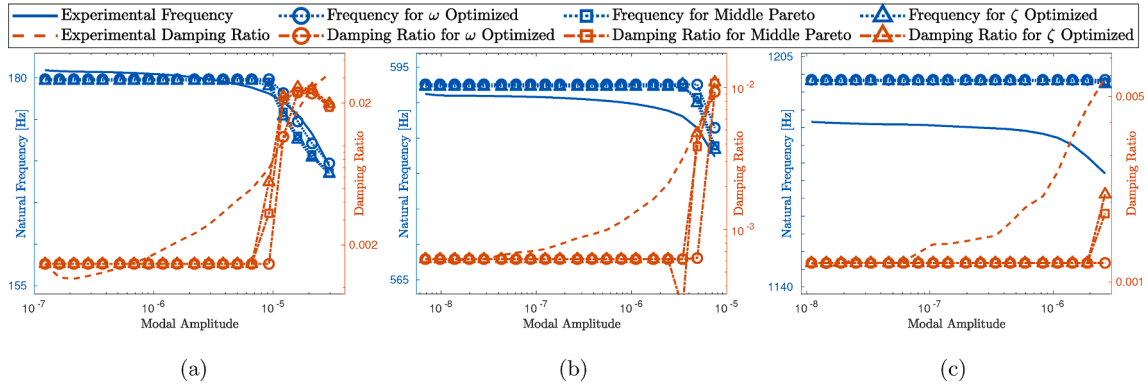 Experimental Frequency
Frequency for ω Optimized
Frequency for Middle Pareto
Frequency for ζ Optimized
Experimental Damping Ratio
Damping Ratio for ω Optimized
Damping Ratio for Middle Pareto
Damping Ratio for ζ Optimized
Natural Frequency [Hz]
180
155
10^-7
10^-6
10^-5
Modal Amplitude
0.02
0.002
Damping Ratio
(a)
Natural Frequency [Hz]
595
565
10^-6
10^-5
Modal Amplitude
10^-2
10^-3
Damping Ratio
(b)
Natural Frequency [Hz]
1205
1140
10^-8
10^-7
10^-6
Modal Amplitude
0.005
0.001
Damping Ratio
(c)